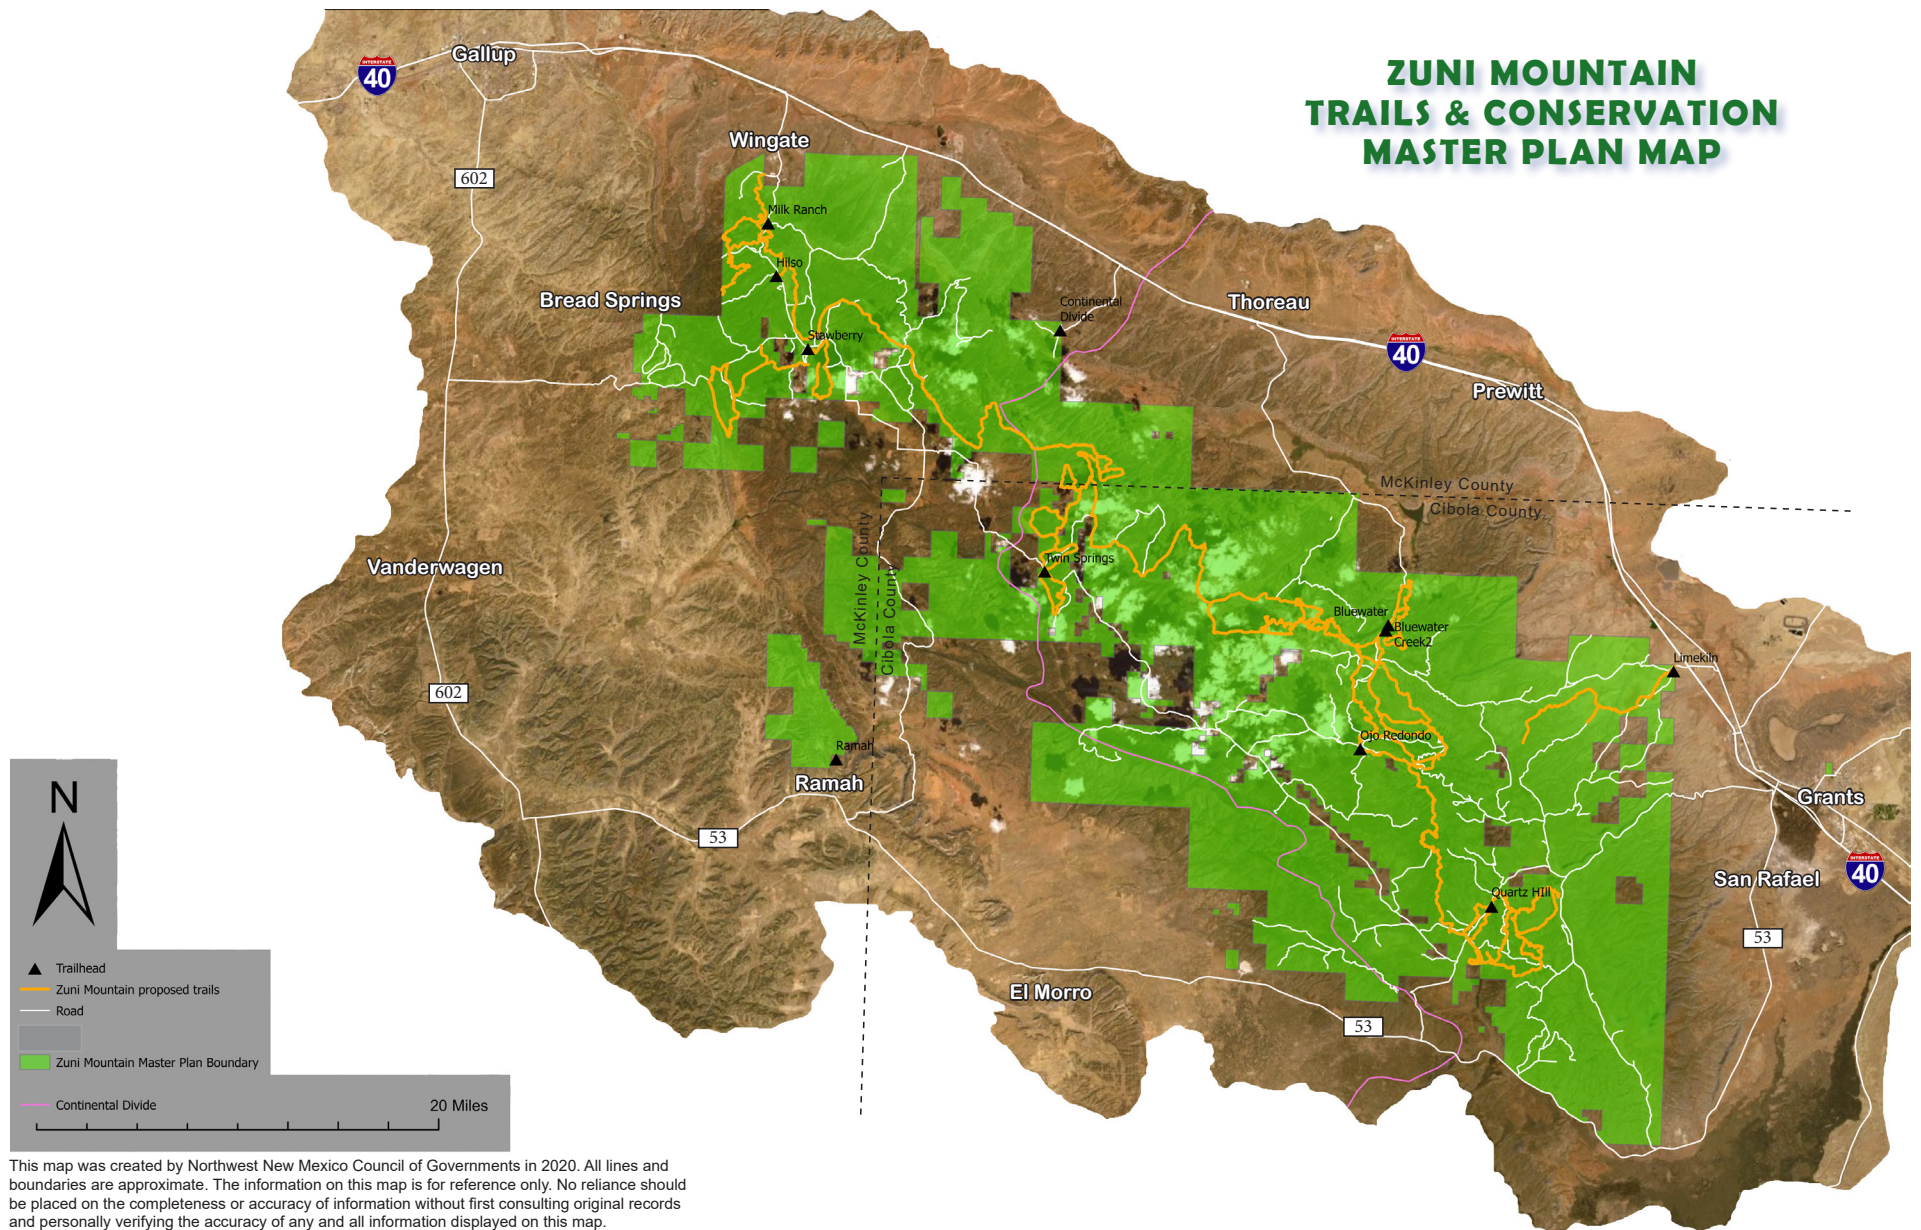 ZUNI MOUNTAIN
TRAILS & CONSERVATION
MASTER PLAN MAP
Gallup
INTERSTATE
40
Wingate
602
Milk Ranch
Hilso
Bread Springs
Continental
Divide
Thoreau
Stawberry
INTERSTATE
40
Prewitt
McKinley County
Cibola County
Vanderwagen
Twin Springs
McKinley County
Cibola County
Bluewater
Bluewater
Creek2
Limekiln
602
Ramah
Ojo Redondo
Ramah
Grants
53
San Rafael
INTERSTATE
40
Quartz HIll
53
El Morro
53
N
Trailhead
Zuni Mountain proposed trails
Road
Zuni Mountain Master Plan Boundary
Continental Divide
20 Miles
This map was created by Northwest New Mexico Council of Governments in 2020. All lines and
boundaries are approximate. The information on this map is for reference only. No reliance should
be placed on the completeness or accuracy of information without first consulting original records
and personally verifying the accuracy of any and all information displayed on this map.